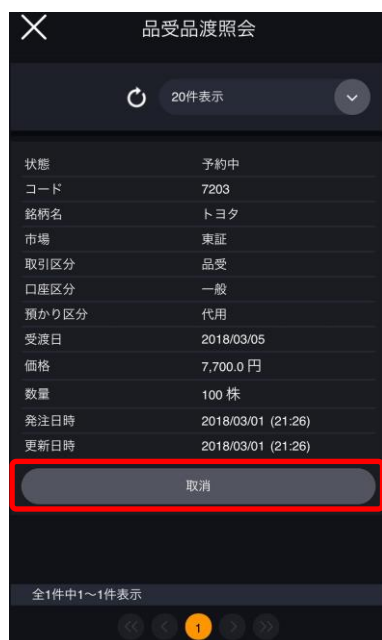 品受品渡照会
20件表示
状態 予約中
コード 7203
銘柄名 トヨタ
市場 東証
取引区分 品受
口座区分 一般
預かり区分 代用
受渡日 2018/03/05
価格 7,700.0 円
数量 100 株
発注日時 2018/03/01 (21:26)
更新日時 2018/03/01 (21:26)
取消
全1件中1〜1件表示
1